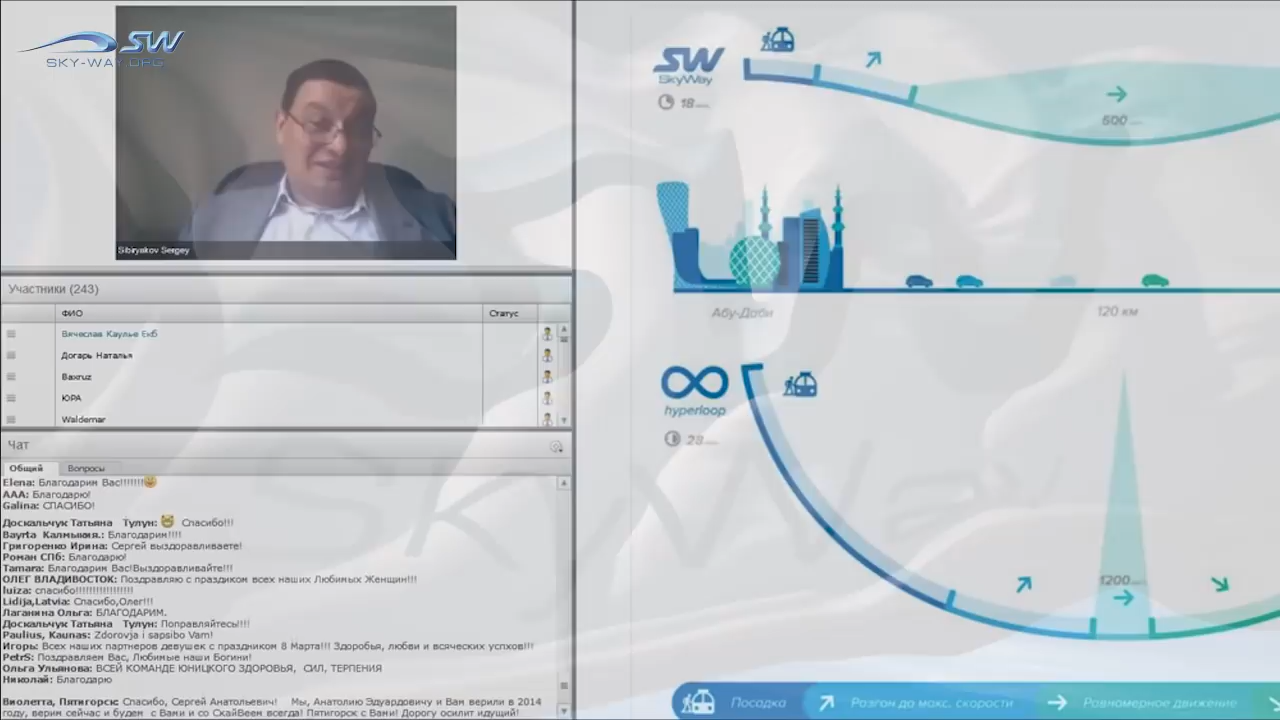 SW
SKY-WAY.ORG
Sibiryakov Sergey
Участники (243)
ФИО
Статус
Вячеслав Каулье Екб
Догарь Наталья
Baxruz
ЮРА
Waldemar
Чат
Общий
Вопросы
Elena: Благодарим Вас!!!!!!!
AAA: Благодарю!
Galina: СПАСИБО!
Доскальчук Татьяна Тулун: Спасибо!!!
Bayrta Калмыкия.: Благодарим!!!!
Григоренко Ирина: Сергей выздоравливаете!
Роман СПб: Благодарю!
Tamara: Благодарим Вас!Выздоравливайте!!!
ОЛЕГ ВЛАДИВОСТОК: Поздравляю с праздиком всех наших Любимых Женщин!!!
luiza: спасибо!!!!!!!!!!!!!!!!!
Lidija,Latvia: Спасибо,Олег!!!
Лаганина Ольга: БЛАГОДАРИМ.
Доскальчук Татьяна Тулун: Поправляйтесь!!!!
Paulius, Kaunas: Zdorovja i sapsibo Vam!
Игорь: Всех наших партнеров девушек с праздником 8 Марта!!! Здоровья, любви и всяческих успхов!!!
PetrS: Поздравляем Вас, Любимые наши Богини!
Ольга Ульянова: ВСЕЙ КОМАНДЕ ЮНИЦКОГО ЗДОРОВЬЯ, СИЛ, ТЕРПЕНИЯ
Николай: Благодарю
Виолетта, Пятигорск: Спасибо, Сергей Анатольевич! Мы, Анатолию Эдуардовичу и Вам верили в 2014
году, верим сейчас и будем с Вами и со СкайВеем всегда! Пятигорск с Вами! Дорогу осилит идущий!
SW
SkyWay
18
500
Абу-Даби
120 км
hyperloop
23
1200
SkyWay
Посадка
Разгон до макс. скорости
Равномерное движение